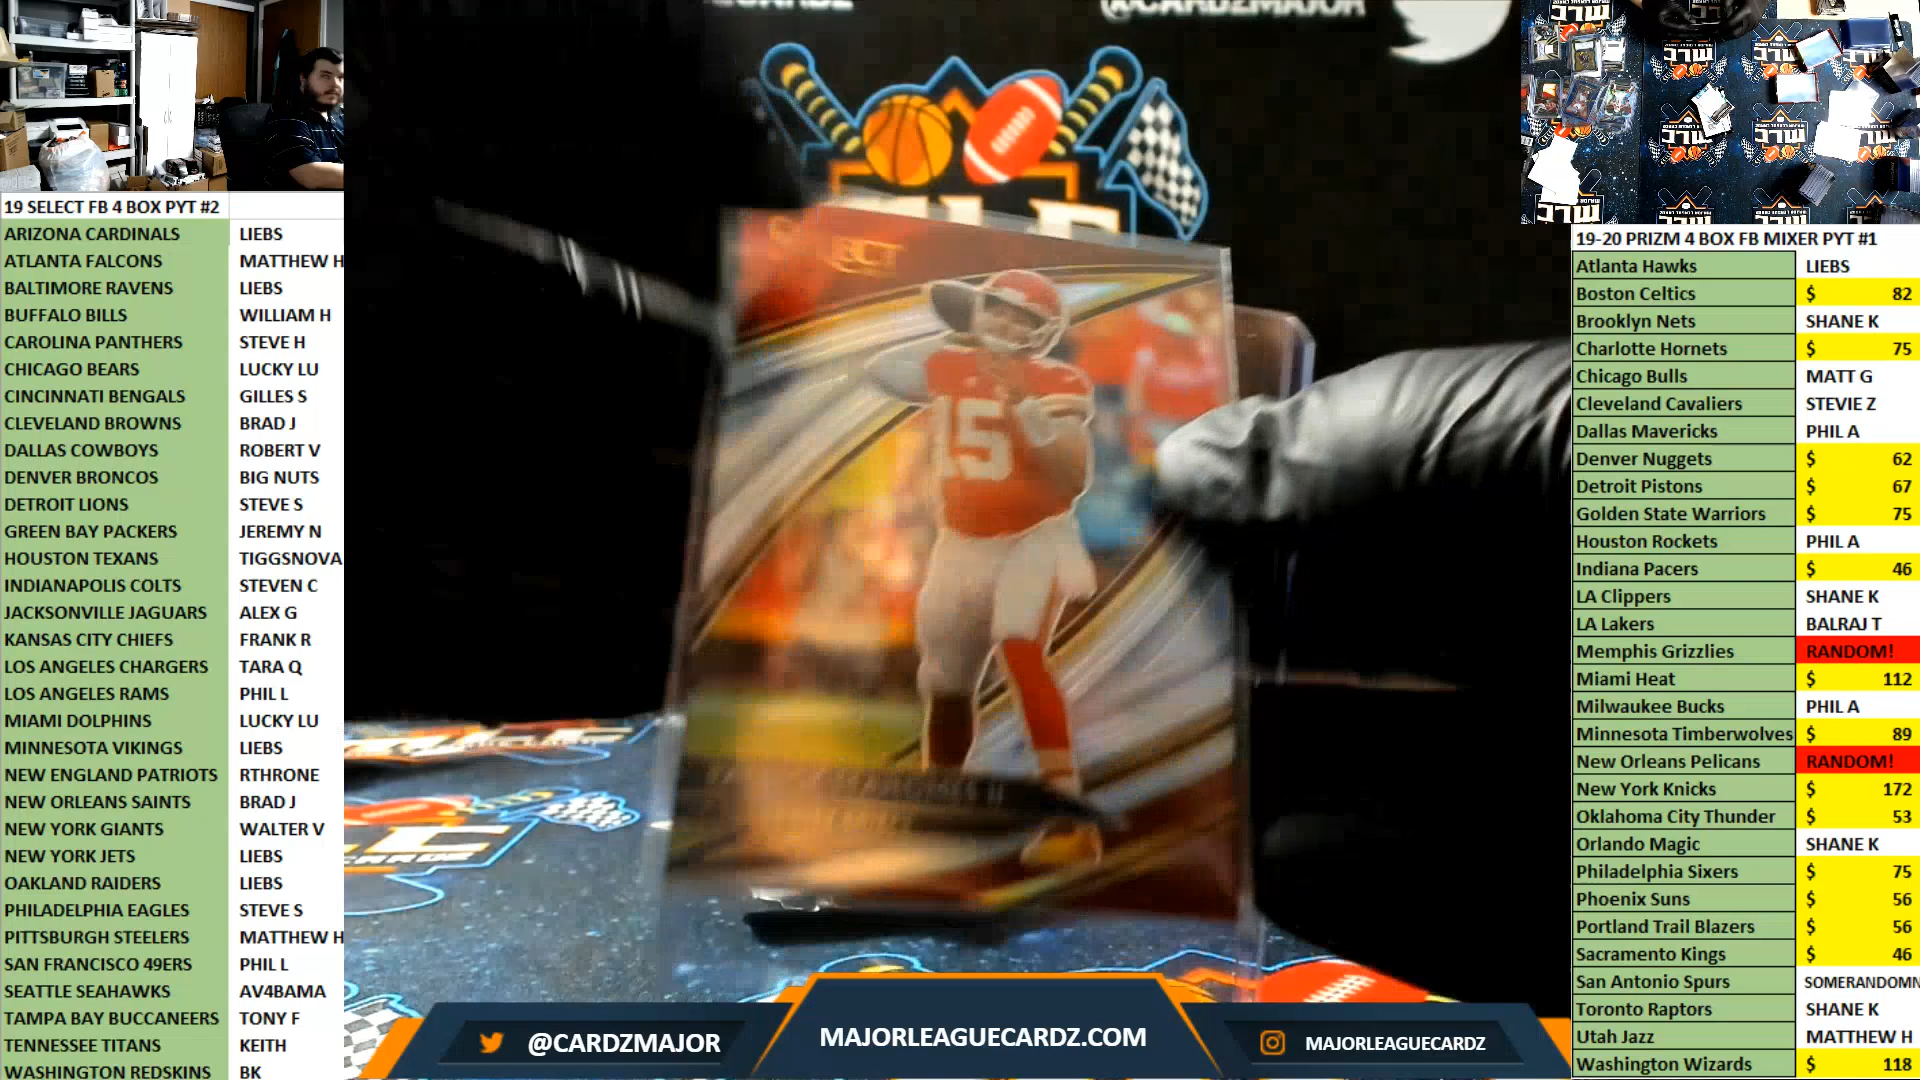 @CARDZMAJOR
19 SELECT FB 4 BOX PYT #2
ARIZONA CARDINALS LIEBS
ATLANTA FALCONS MATTHEW H
BALTIMORE RAVENS LIEBS
BUFFALO BILLS WILLIAM H
CAROLINA PANTHERS STEVE H
CHICAGO BEARS LUCKY LU
CINCINNATI BENGALS GILLES S
CLEVELAND BROWNS BRAD J
DALLAS COWBOYS ROBERT V
DENVER BRONCOS BIG NUTS
DETROIT LIONS STEVE S
GREEN BAY PACKERS JEREMY N
HOUSTON TEXANS TIGGSNOVA
INDIANAPOLIS COLTS STEVEN C
JACKSONVILLE JAGUARS ALEX G
KANSAS CITY CHIEFS FRANK R
LOS ANGELES CHARGERS TARA Q
LOS ANGELES RAMS PHIL L
MIAMI DOLPHINS LUCKY LU
MINNESOTA VIKINGS LIEBS
NEW ENGLAND PATRIOTS RTHRONE
NEW ORLEANS SAINTS BRAD J
NEW YORK GIANTS WALTER V
NEW YORK JETS LIEBS
OAKLAND RAIDERS LIEBS
PHILADELPHIA EAGLES STEVE S
PITTSBURGH STEELERS MATTHEW H
SAN FRANCISCO 49ERS PHIL L
SEATTLE SEAHAWKS AV4BAMA
TAMPA BAY BUCCANEERS TONY F
TENNESSEE TITANS KEITH
WASHINGTON REDSKINS BK
15
@CARDZMAJOR
MAJORLEAGUECARDZ.COM
MAJORLEAGUECARDZ
19-20 PRIZM 4 BOX FB MIXER PYT #1
Atlanta Hawks LIEBS
Boston Celtics $ 82
Brooklyn Nets SHANE K
Charlotte Hornets $ 75
Chicago Bulls MATT G
Cleveland Cavaliers STEVIE Z
Dallas Mavericks PHIL A
Denver Nuggets $ 62
Detroit Pistons $ 67
Golden State Warriors $ 75
Houston Rockets PHIL A
Indiana Pacers $ 46
LA Clippers SHANE K
LA Lakers BALRAJ T
Memphis Grizzlies RANDOM!
Miami Heat $ 112
Milwaukee Bucks PHIL A
Minnesota Timberwolves $ 89
New Orleans Pelicans RANDOM!
New York Knicks $ 172
Oklahoma City Thunder $ 53
Orlando Magic SHANE K
Philadelphia Sixers $ 75
Phoenix Suns $ 56
Portland Trail Blazers $ 56
Sacramento Kings $ 46
San Antonio Spurs SOMERANDOMN
Toronto Raptors SHANE K
Utah Jazz MATTHEW H
Washington Wizards $ 118